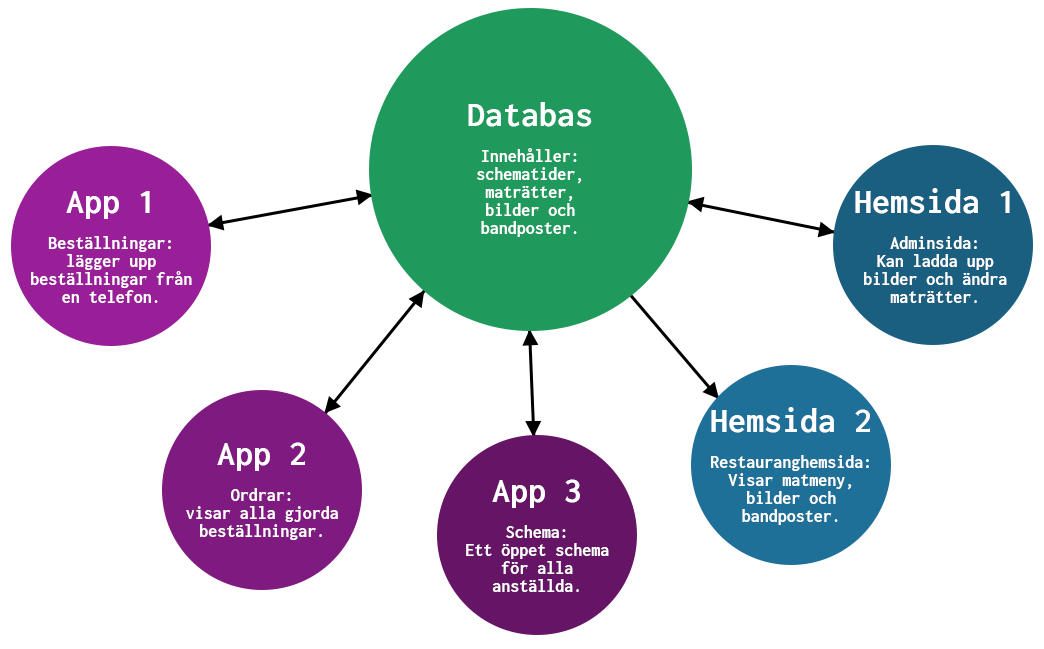 Databas
Innehåller:
schematider,
maträtter,
bilder och
bandposter.
App 1
Beställningar:
lägger upp
beställningar från
en telefon.
Hemsida 1
Adminsida:
Kan ladda upp
bilder och ändra
maträtter.
App 2
Ordrar:
visar alla gjorda
beställningar.
App 3
Schema:
Ett öppet schema
för alla
anställda.
Hemsida 2
Restauranghemsida:
Visar matmeny,
bilder och
bandposter.